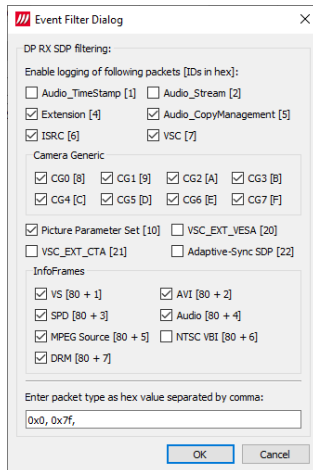 Event Filter Dialog
DP RX SDP filtering:
Enable logging of following packets [IDs in hex]:
Audio_TimeStamp [1] Audio_Stream [2]
Extension [4] Audio_CopyManagement [5]
ISRC [6] VSC [7]
Camera Generic
CG0 [8] CG1 [9] CG2 [A] CG3 [B]
CG4 [C] CG5 [D] CG6 [E] CG7 [F]
Picture Parameter Set [10] VSC_EXT_VESA [20]
VSC_EXT_CTA [21] Adaptive-Sync SDP [22]
InfoFrames
VS [80 + 1] AVI [80 + 2]
SPD [80 + 3] Audio [80 + 4]
MPEG Source [80 + 5] NTSC VBI [80 + 6]
DRM [80 + 7]
Enter packet type as hex value separated by comma:
0x0, 0x7f,
OK Cancel